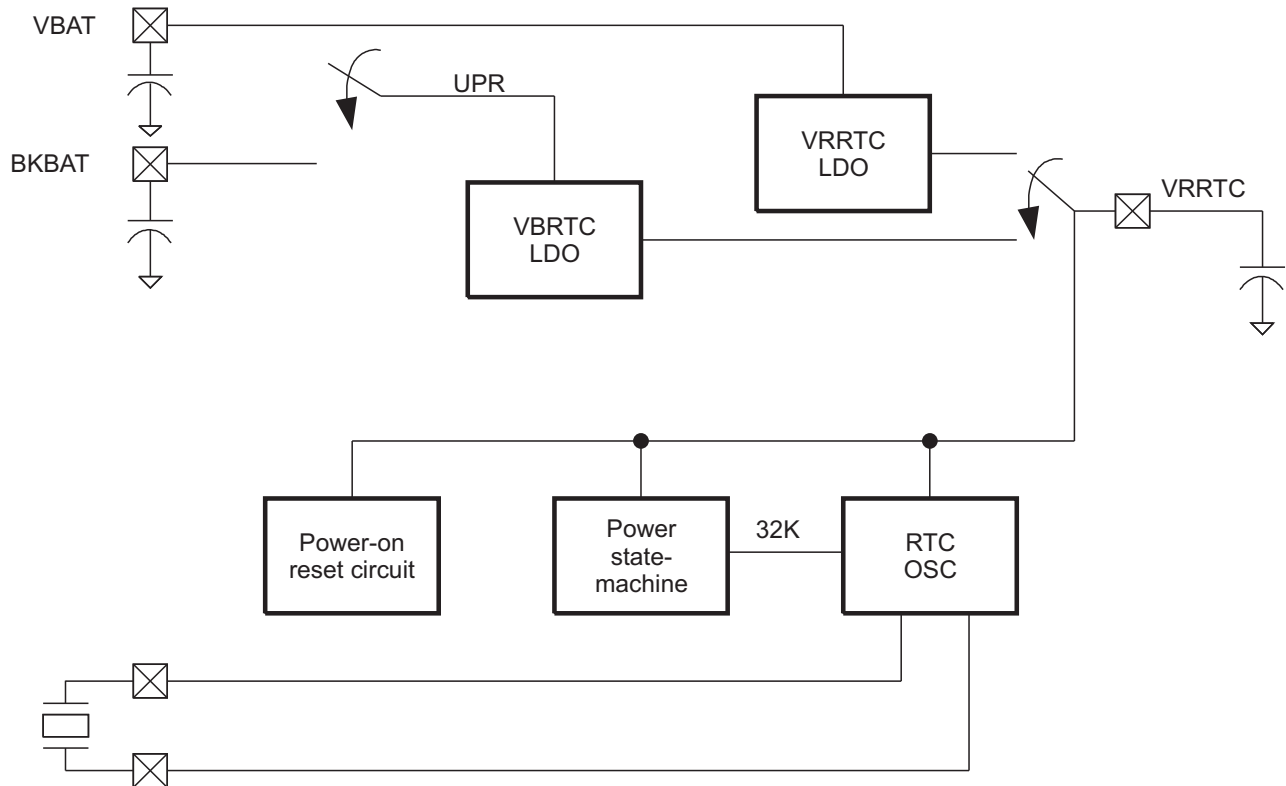 VBAT
UPR
BKBAT
VRRTC
LDO
VRRTC
VBRTC
LDO
Power-on
reset circuit
Power
state-
machine
32K
RTC
OSC